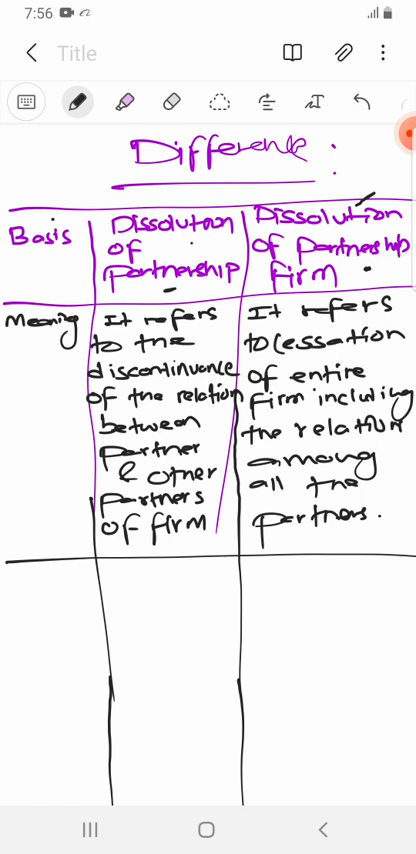 7:56
Title
Difference :
Basis
Dissolution
of
partnership
Dissolution
of partnership
firm
Meaning
It refers
to the
discontinuance
of the relation
between
partner
& other
partners
of firm
It refers
to cessation
of entire
firm including
the relation
among
all the
partners.